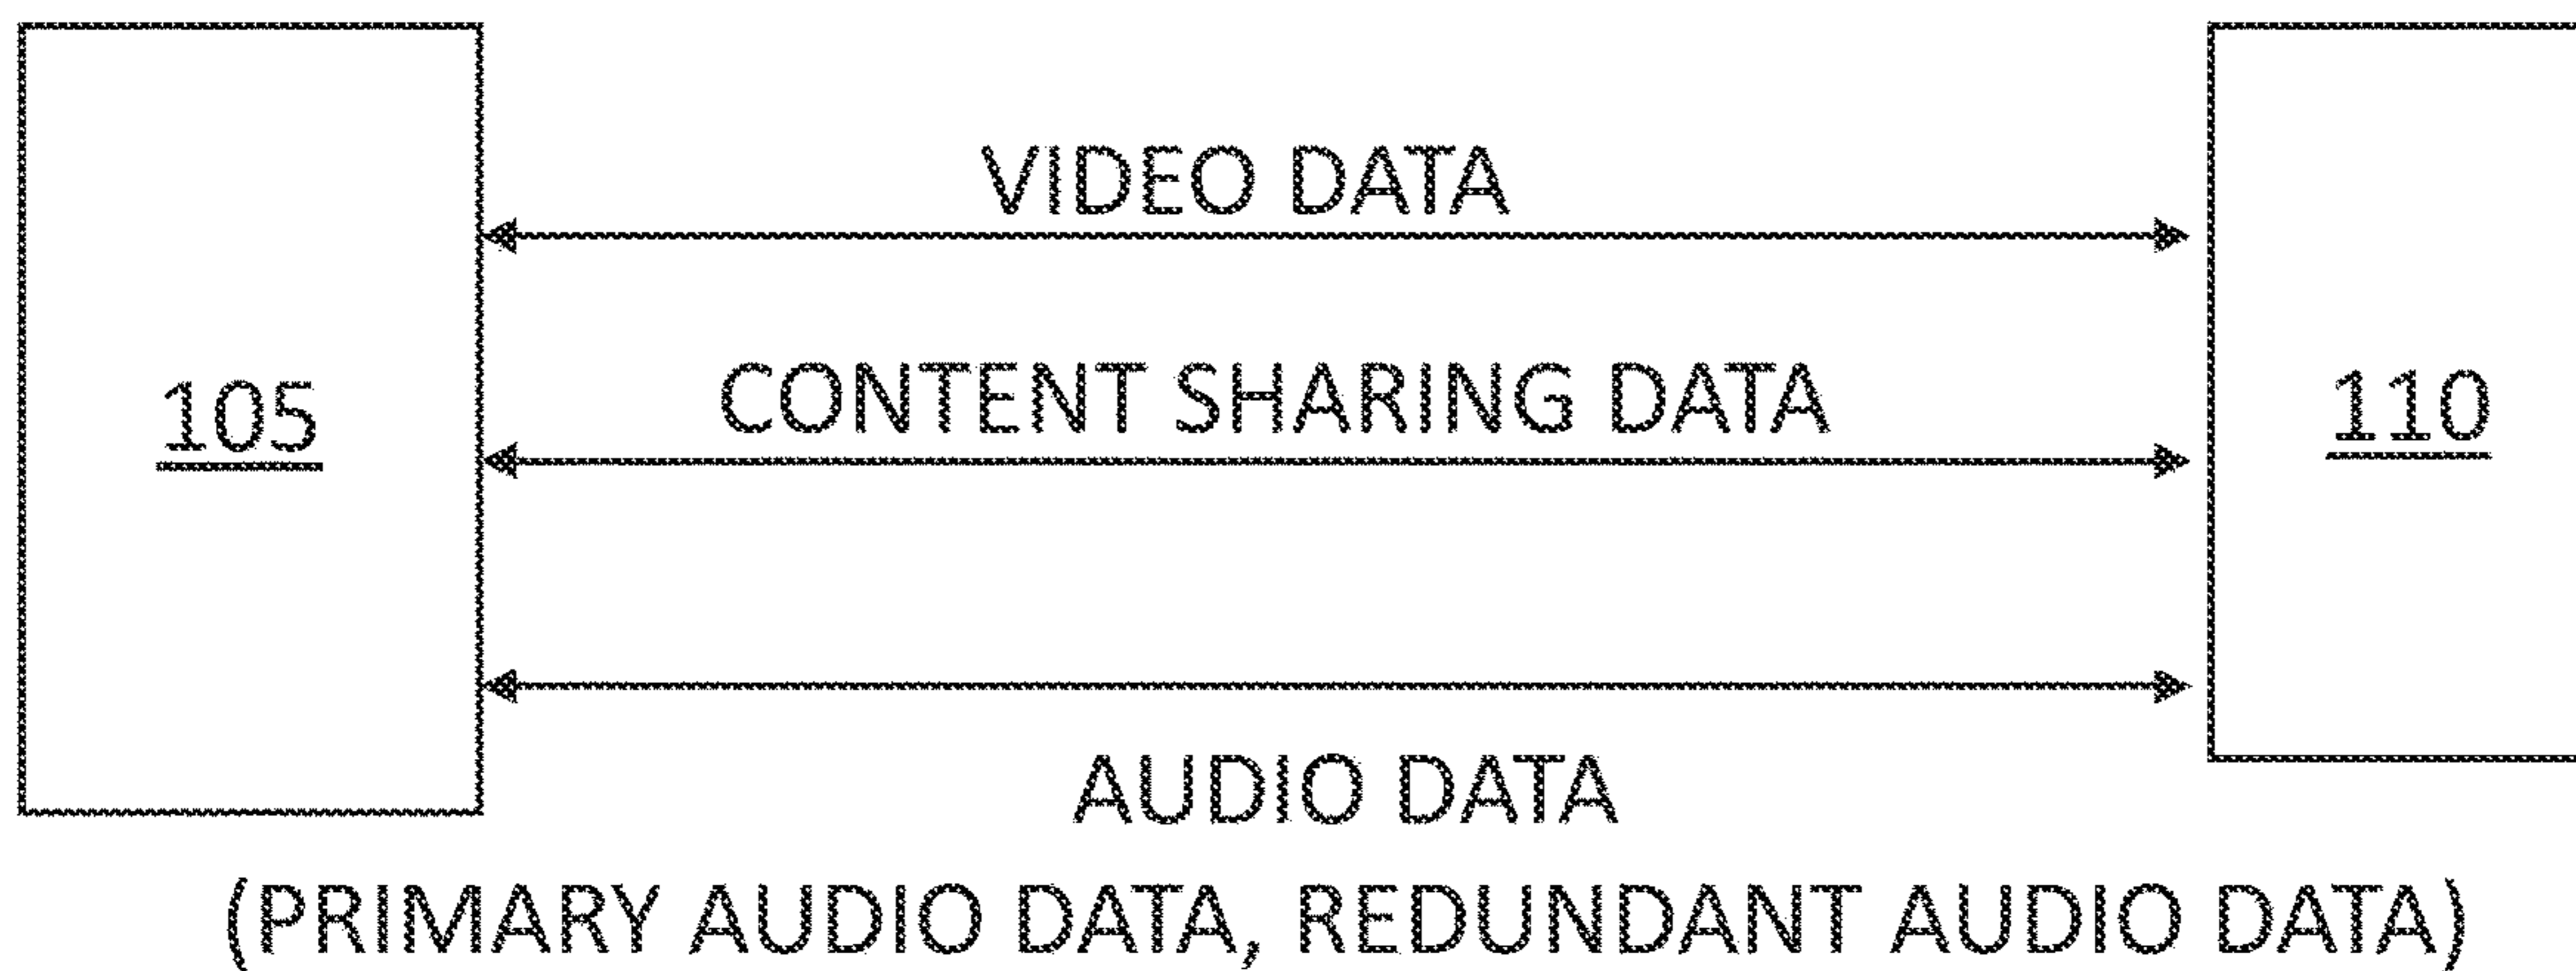 VIDEO DATA
105
CONTENT SHARING DATA
110
AUDIO DATA
(PRIMARY AUDIO DATA, REDUNDANT AUDIO DATA)